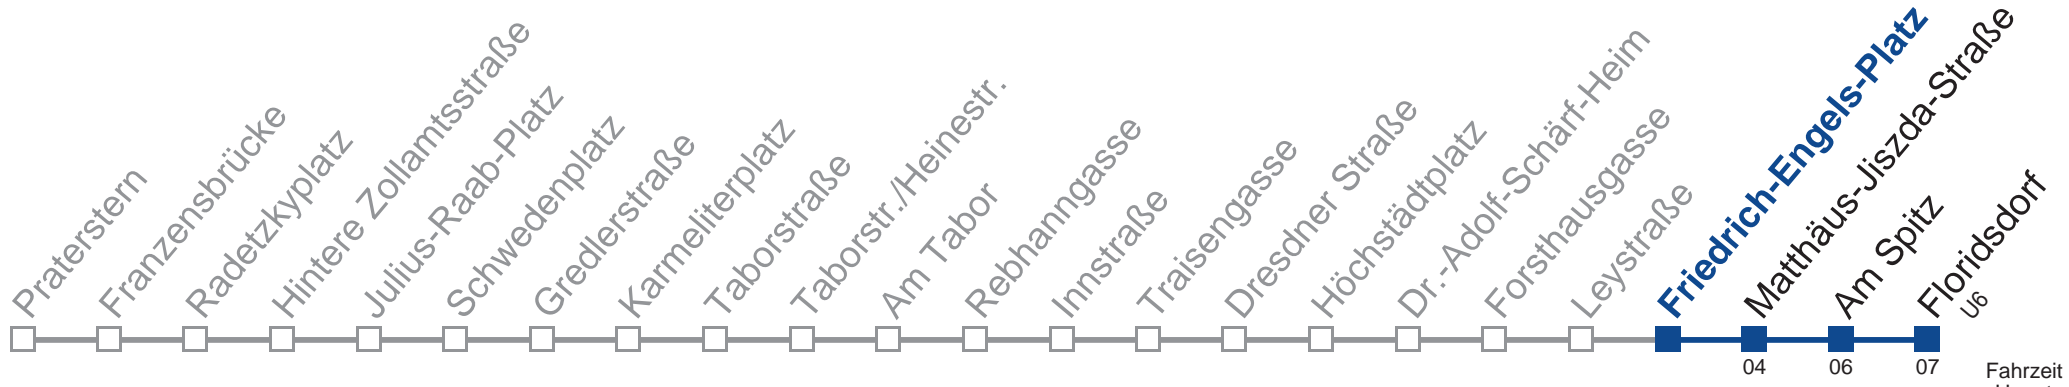 Praterstern
Franzensbrücke
Radetzkyplatz
Hintere Zollamtsstraße
Julius-Raab-Platz
Schwedenplatz
Gredlerstraße
Karmeliterplatz
Taborstraße
Taborstr./Heinestr.
Am Tabor
Rebhanngasse
Innstraße
Traisengasse
Dresdner Straße
Höchstädtplatz
Dr.-Adolf-Schärf-Heim
Forsthausgasse
Leystraße
Friedrich-Engels-Platz
Matthäus-Jiszda-Straße
Am Spitz
Floridsdorf
U6
04
06
07
Fahrzeit